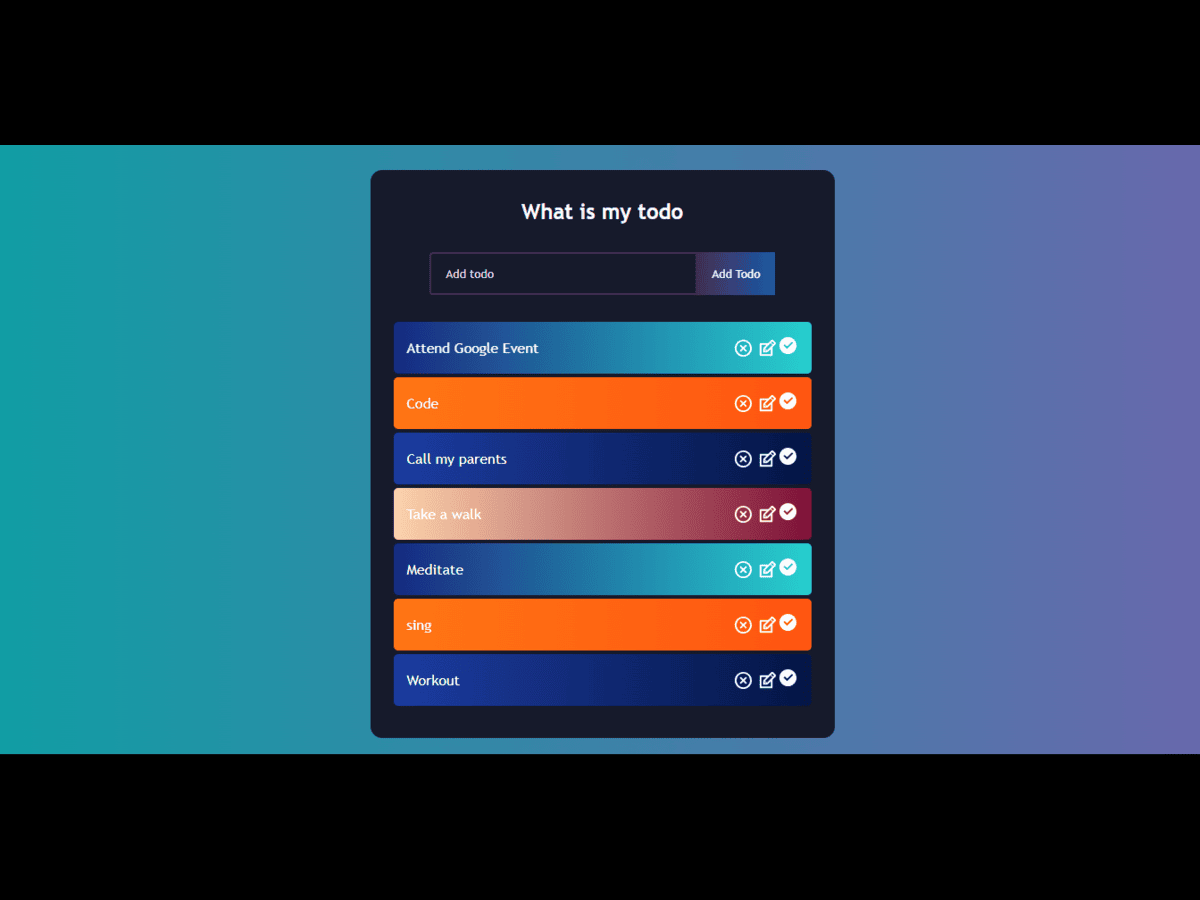 What is my todo
Add todo
Add Todo
Attend Google Event
Code
Call my parents
Take a walk
Meditate
sing
Workout